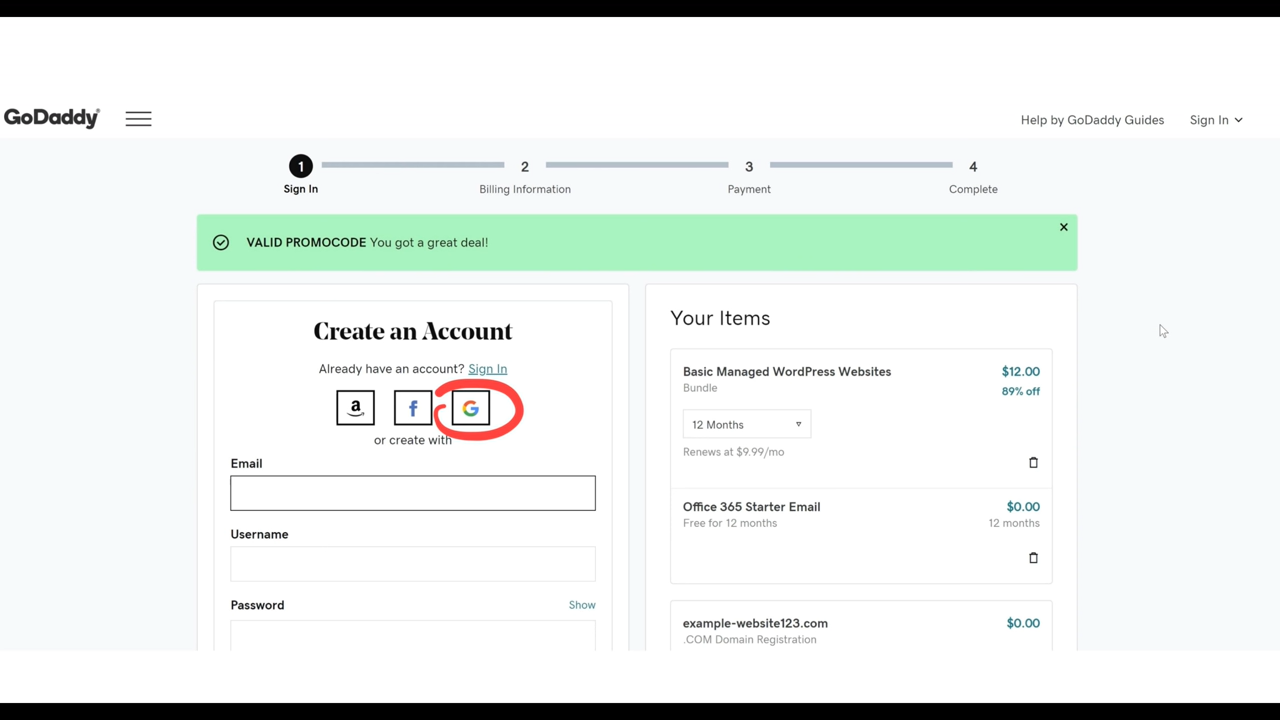 GoDaddy
Help by GoDaddy Guides
Sign In
1
2
3
4
Sign In
Billing Information
Payment
Complete
VALID PROMOCODE You got a great deal!
Create an Account
Already have an account? Sign In
or create with
Email
Username
Password
Show
Your Items
Basic Managed WordPress Websites
$12.00
Bundle
89% off
12 Months
Renews at $9.99/mo
Office 365 Starter Email
$0.00
Free for 12 months
12 months
example-website123.com
$0.00
.COM Domain Registration